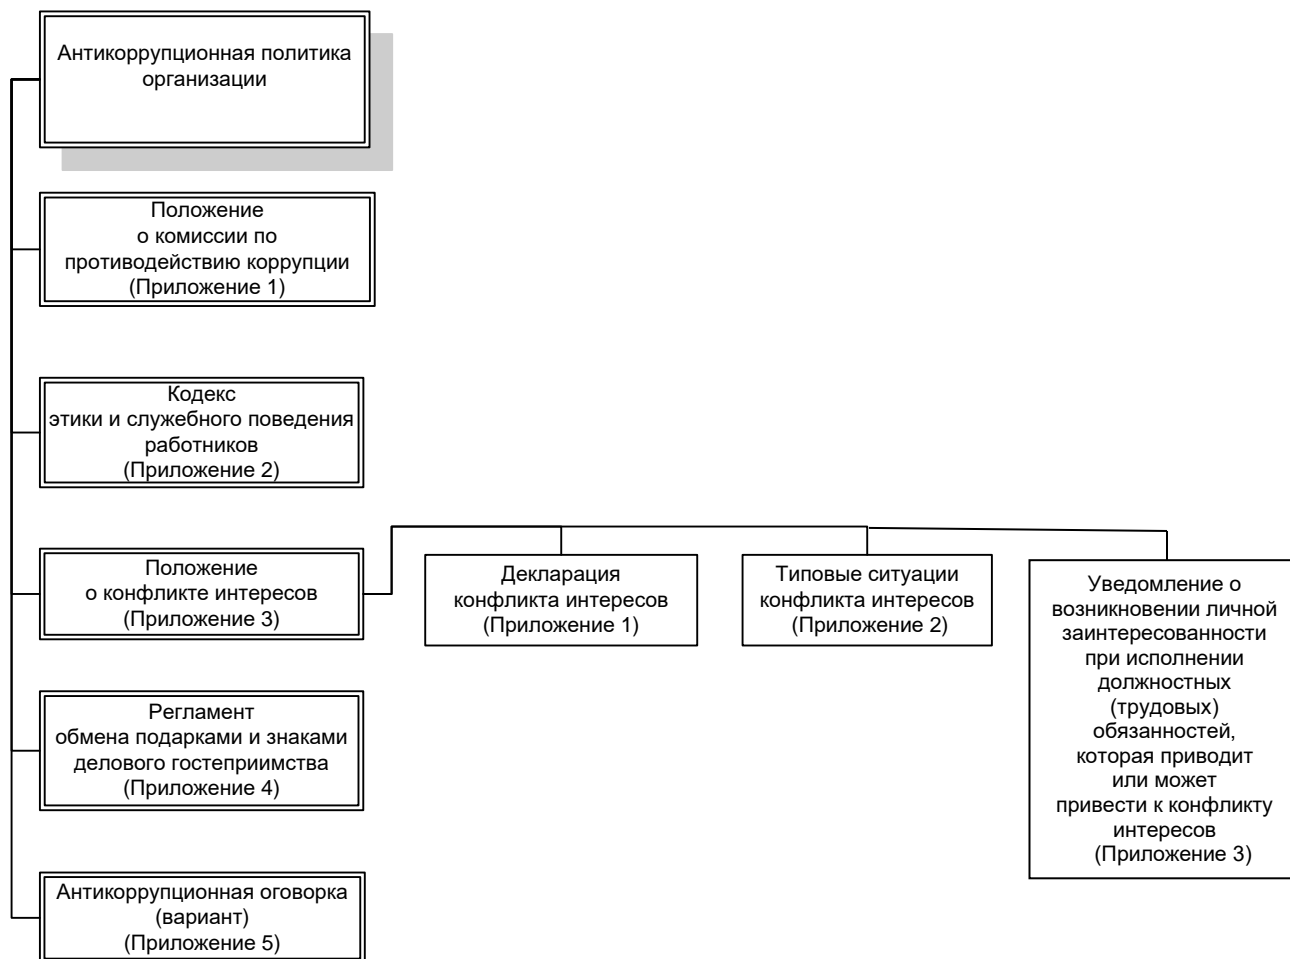 Антикоррупционная политика
организации
Положение
о комиссии по
противодействию коррупции
(Приложение 1)
Кодекс
этики и служебного поведения
работников
(Приложение 2)
Положение
о конфликте интересов
(Приложение 3)
Декларация
конфликта интересов
(Приложение 1)
Типовые ситуации
конфликта интересов
(Приложение 2)
Уведомление о
возникновении личной
заинтересованности
при исполнении
должностных
(трудовых)
обязанностей,
которая приводит
или может
привести к конфликту
интересов
(Приложение 3)
Регламент
обмена подарками и знаками
делового гостеприимства
(Приложение 4)
Антикоррупционная оговорка
(вариант)
(Приложение 5)